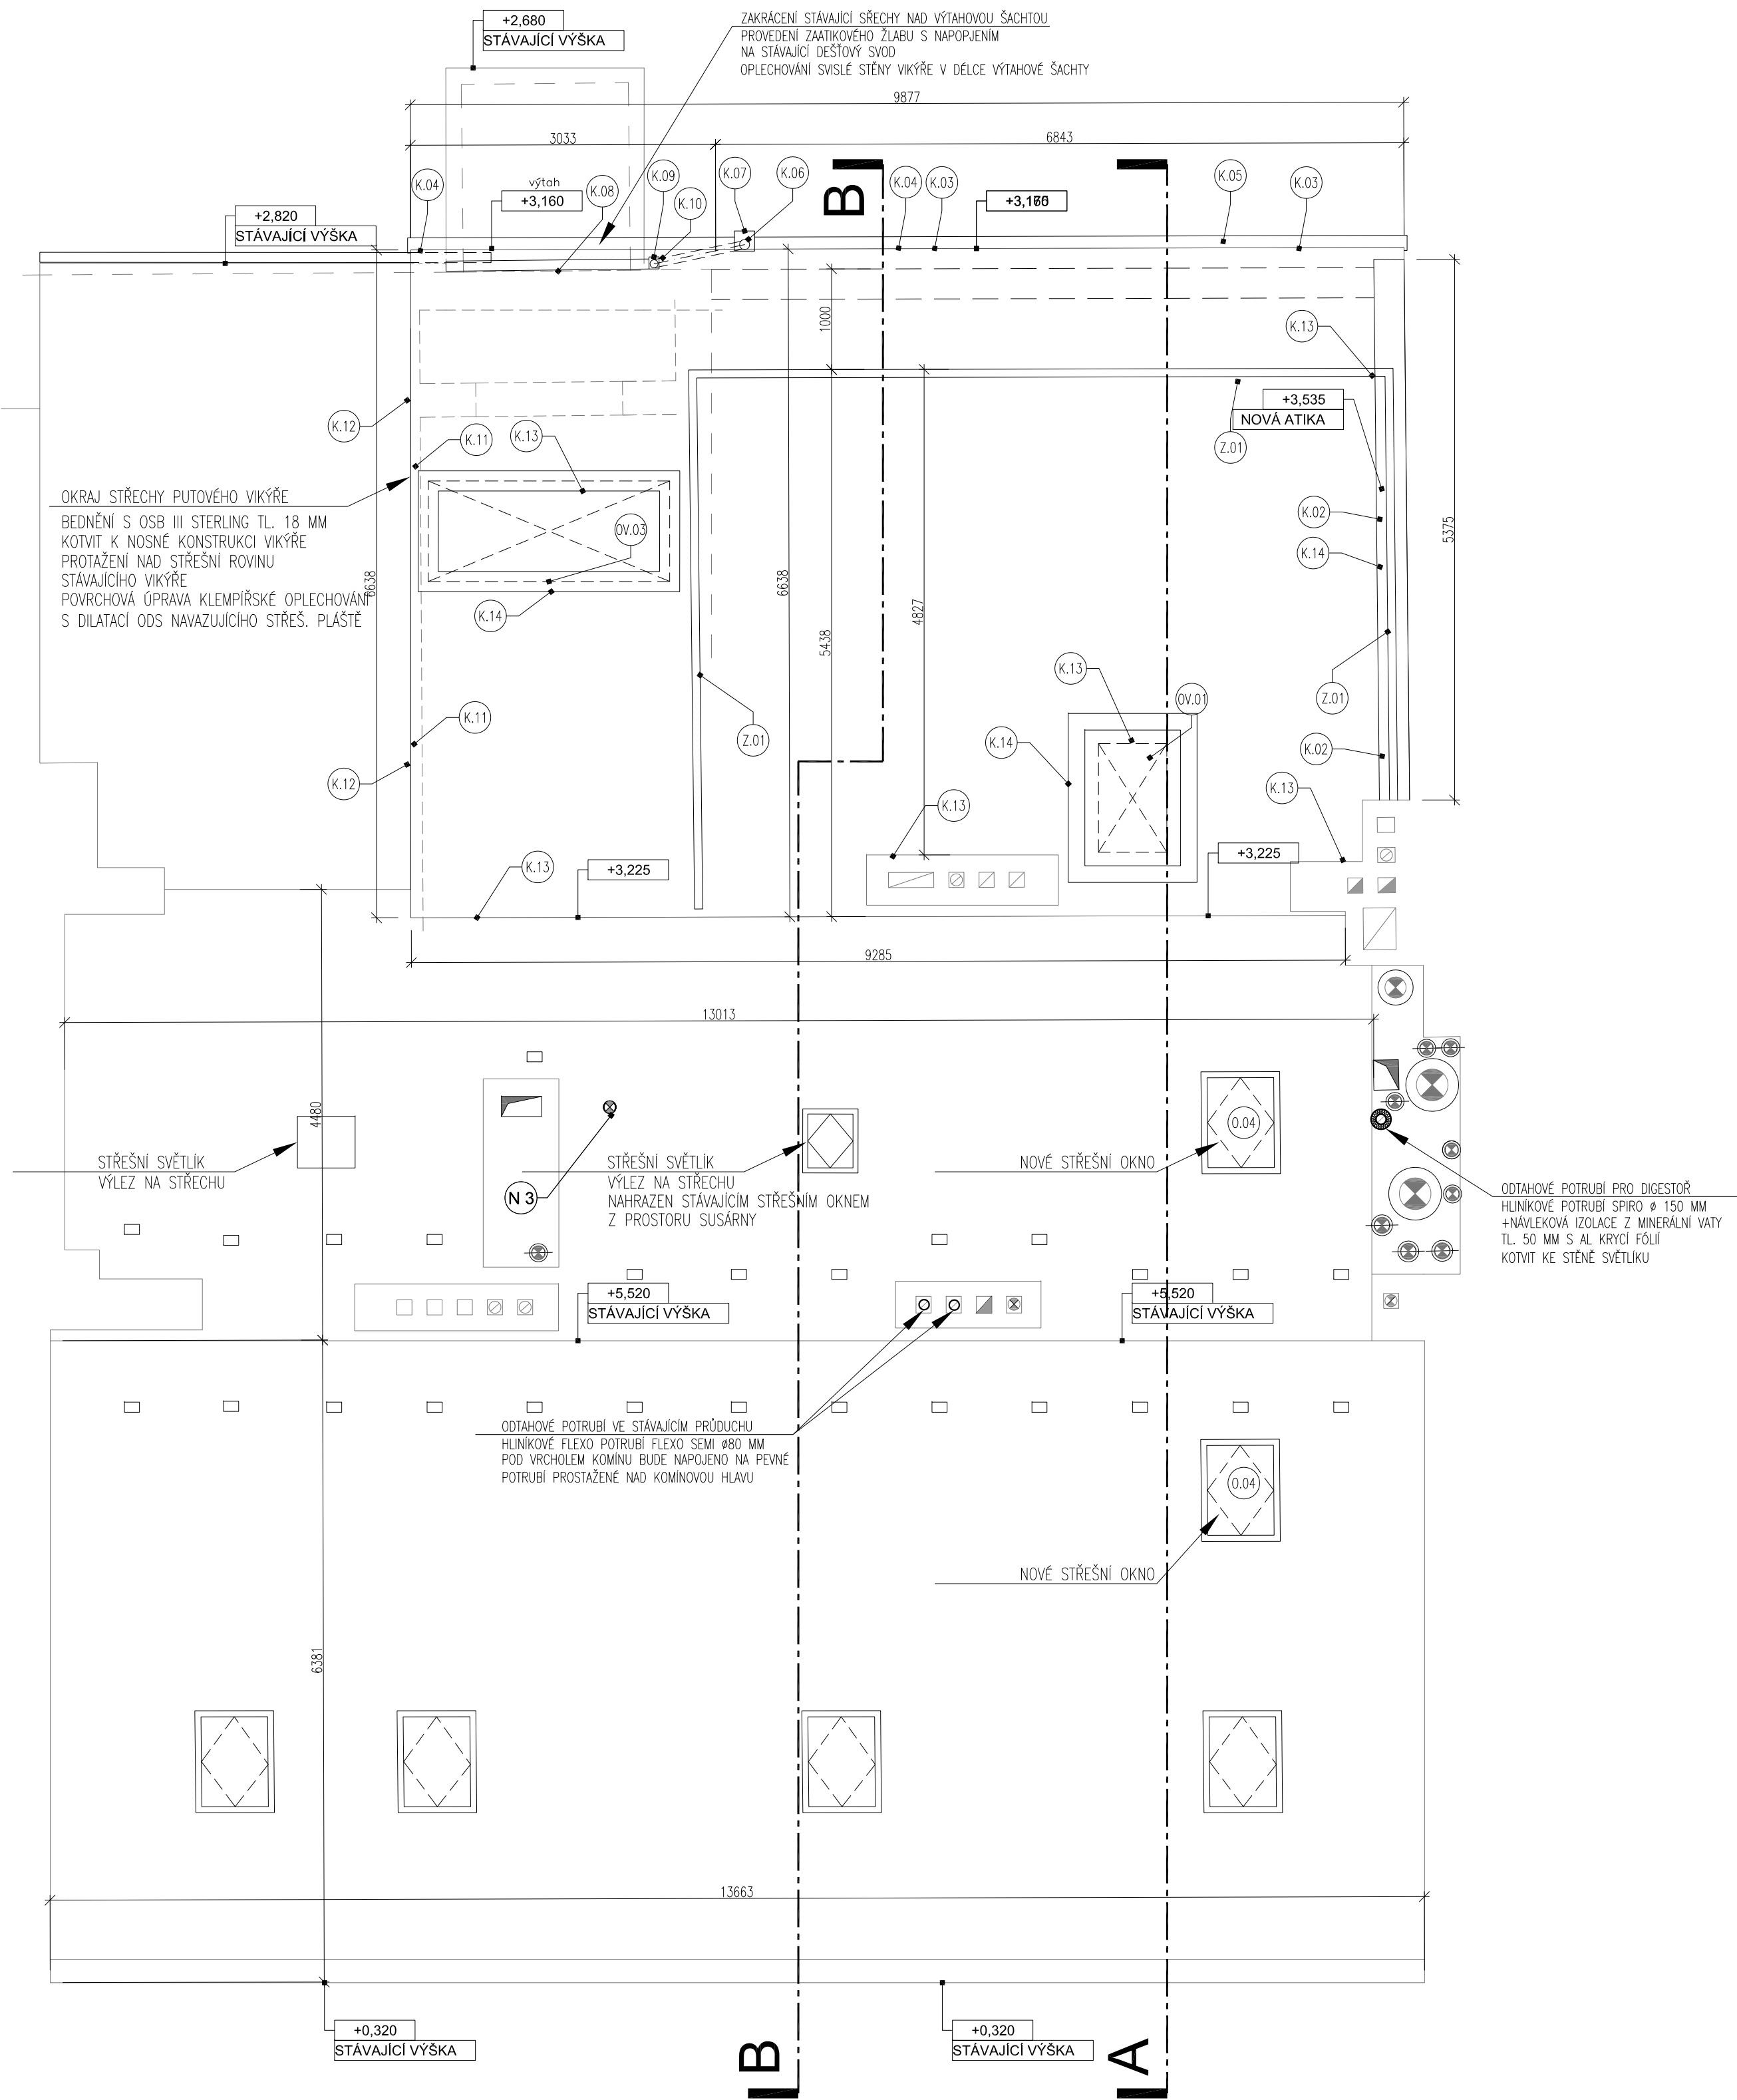 +2,680
STÁVAJÍCÍ VÝŠKA
ZAKRÁCENÍ STÁVAJÍCÍ SŘECHY NAD VÝTAHOVOU ŠACHTOU
PROVEDENÍ ZAATIKOVÉHO ŽLABU S NAPOPJENÍM
NA STÁVAJÍCÍ DEŠŤOVÝ SVOD
OPLECHOVÁNÍ SVISLÉ STĚNY VIKÝŘE V DÉLCE VÝTAHOVÉ ŠACHTY
9877
3033
6843
K.04
výtah
+3,160
K.08
K.09
K.10
K.07
K.06
B
K.04
K.03
K.05
K.03
+2,820
STÁVAJÍCÍ VÝŠKA
1000
K.13
+3,535
NOVÁ ATIKA
Z.01
K.12
K.11
K.13
OKRAJ STŘECHY PUTOVÉHO VIKÝŘE
BEDNĚNÍ S OSB III STERLING TL. 18 MM
KOTVIT K NOSNÉ KONSTRUKCI VIKÝŘE
PROTAŽENÍ NAD STŘEŠNÍ ROVINU
STÁVAJÍCÍHO VIKÝŘE
POVRCHOVÁ ÚPRAVA KLEMPÍŘSKÉ OPLECHOVÁNÍ
S DILATACÍ ODS NAVAZUJÍCÍHO STŘEŠ. PLÁŠTĚ
OV.03
K.02
K.14
5375
6638
6638
5438
4827
K.14
K.13
OV.01
Z.01
K.11
Z.01
K.14
K.02
K.12
K.13
K.13
K.13
+3,225
+3,225
9285
13013
4480
O.04
STŘEŠNÍ SVĚTLÍK
VÝLEZ NA STŘECHU
N 3
STŘEŠNÍ SVĚTLÍK
VÝLEZ NA STŘECHU
NAHRAZEN STÁVAJÍCÍM STŘEŠNÍM OKNEM
Z PROSTORU SUSÁRNY
NOVÉ STŘEŠNÍ OKNO
ODTAHOVÉ POTRUBÍ PRO DIGESTOŘ
HLINÍKOVÉ POTRUBÍ SPIRO ø 150 MM
+NÁVLEKOVÁ IZOLACE Z MINERÁLNÍ VATY
TL. 50 MM S AL KRYCÍ FÓLIÍ
KOTVIT KE STĚNĚ SVĚTLÍKU
+5,520
STÁVAJÍCÍ VÝŠKA
+5,520
STÁVAJÍCÍ VÝŠKA
ODTAHOVÉ POTRUBÍ VE STÁVAJÍCÍM PRŮDUCHU
HLINÍKOVÉ FLEXO POTRUBÍ FLEXO SEMI ø80 MM
POD VRCHOLEM KOMÍNU BUDE NAPOJENO NA PEVNÉ
POTRUBÍ PROSTAŽENÉ NAD KOMÍNOVOU HLAVU
O.04
NOVÉ STŘEŠNÍ OKNO
6381
13663
+0,320
STÁVAJÍCÍ VÝŠKA
+0,320
STÁVAJÍCÍ VÝŠKA
B
A